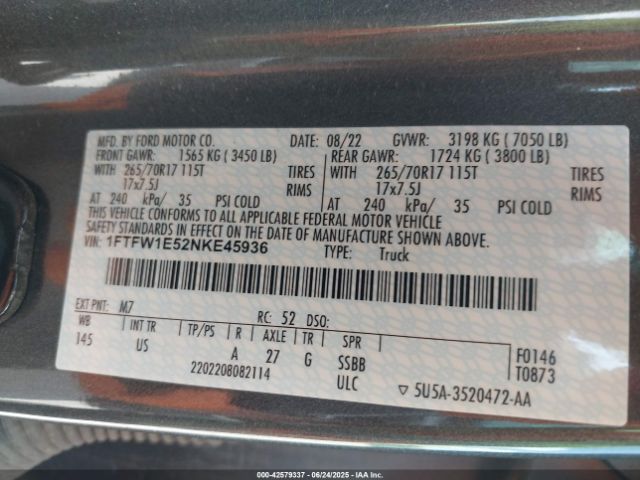 MFD. BY FORD MOTOR CO. DATE: 08/22 GVWR: 3198 KG ( 7050 LB)
FRONT GAWR: 1565 KG ( 3450 LB) REAR GAWR: 1724 KG ( 3800 LB)
WITH 265/70R17 115T TIRES WITH 265/70R17 115T TIRES
17x7.5J RIMS 17x7.5J RIMS
AT 240 kPa/ 35 PSI COLD AT 240 kPa/ 35 PSI COLD
THIS VEHICLE CONFORMS TO ALL APPLICABLE FEDERAL MOTOR VEHICLE
SAFETY STANDARDS IN EFFECT ON THE DATE OF MANUFACTURE SHOWN ABOVE.
VIN: 1FTFW1E52NKE45936 TYPE: Truck
EXT PNT: M7 RC: 52 DSO:
WB INT TR TP/PS R AXLE TR SPR F0146
145 US A 27 G SSBB T0873
2202208082114 ULC ▽ 5U5A-3520472-AA
000-42579337 - 06/24/2025 - IAAI.COM